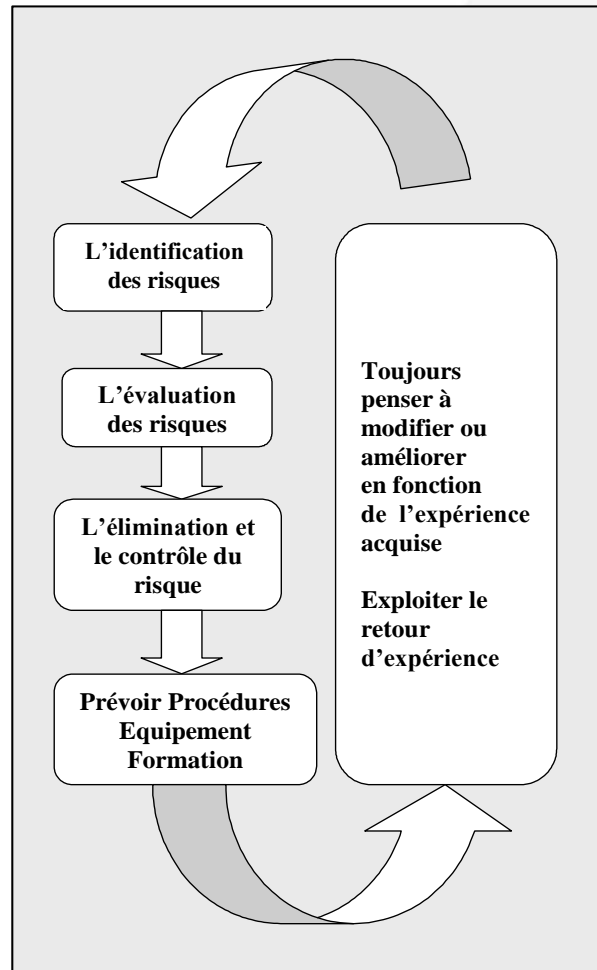 L’identification
des risques
L’évaluation
des risques
L’élimination et
le contrôle du
risque
Prévoir Procédures
Equipement
Formation
Toujours
penser à
modifier ou
améliorer
en fonction
de l’expérience
acquise
Exploiter le
retour
d’expérience